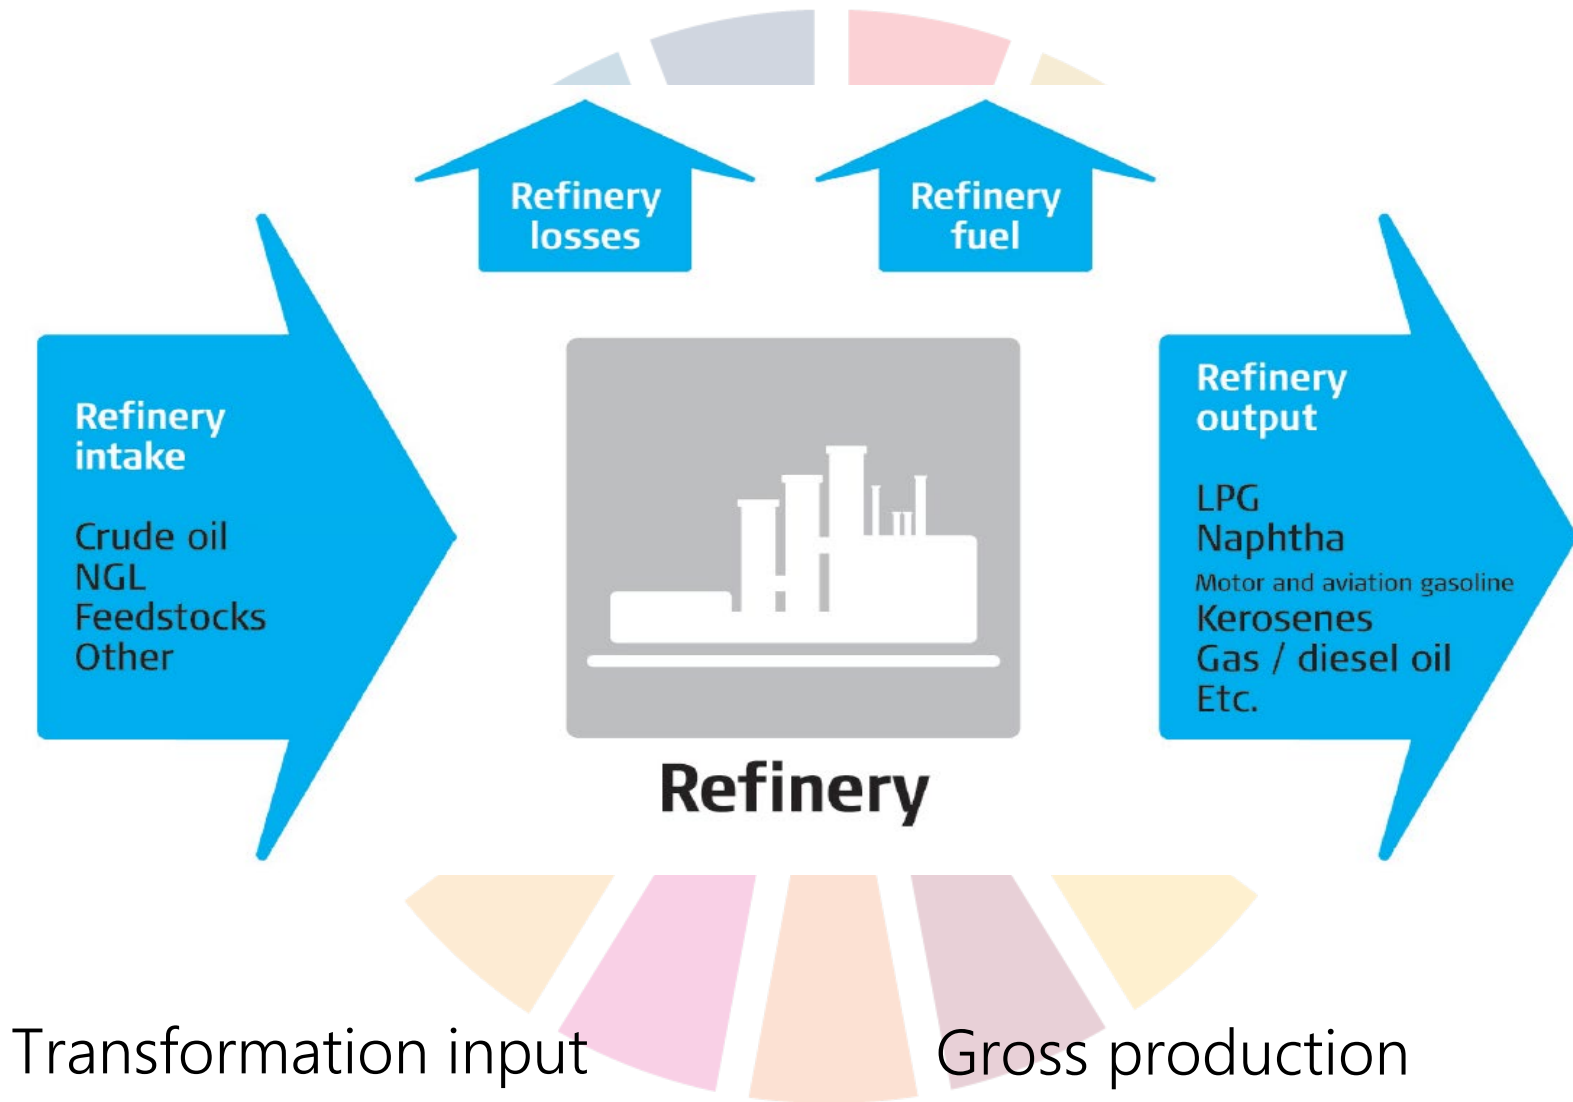 Refinery
losses
Refinery
fuel
Refinery
intake
Crude oil
NGL
Feedstocks
Other
Refinery
output
LPG
Naphtha
Motor and aviation gasoline
Kerosenes
Gas / diesel oil
Etc.
Refinery
Transformation input
Gross production